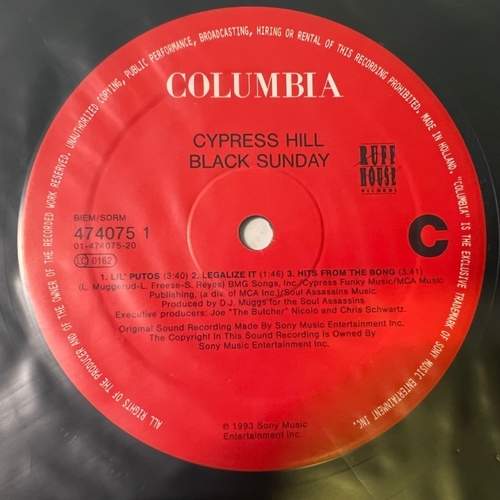 UNAUTHORIZED COPYING, PUBLIC PERFORMANCE, BROADCASTING, HIRING OR RENTAL OF THIS RECORDING PROHIBITED. MADE IN HOLLAND. "COLUMBIA" IS THE EXCLUSIVE TRADEMARK OF SONY MUSIC ENTERTAINMENT INC.
COLUMBIA
CYPRESS HILL
BLACK SUNDAY
RUFF
HOUSE
RECORDS
BIEM/SDRM
474075 1
01-474075-20
LC 0162
C
1. LIL' PUTOS (3:40) 2. LEGALIZE IT (1:46) 3. HITS FROM THE BONG (3:41)
(L. Muggerud-L. Freese-S. Reyes) BMG Songs, Inc./Cypress Funky Music/MCA Music
Publishing, (a div. of MCA Inc.)/Soul Assassins Music
Produced by D.J. Muggs for the Soul Assassins
Executive producers: Joe "The Butcher" Nicolo and Chris Schwartz.
Original Sound Recording Made By Sony Music Entertainment Inc.
The Copyright In This Sound Recording Is Owned By
Sony Music Entertainment Inc.
℗ 1993 Sony Music
Entertainment Inc.
ALL RIGHTS OF THE PRODUCER AND OF THE OWNER OF THE RECORDED WORK RESERVED.